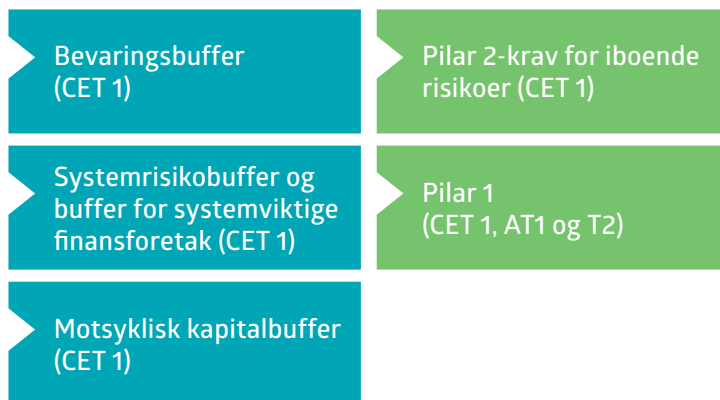 Bevaringsbuffer
(CET 1)
Systemrisikobuffer og
buffer for systemviktige
finansforetak (CET 1)
Motsyklisk kapitalbuffer
(CET 1)
Pilar 2-krav for iboende
risikoer (CET 1)
Pilar 1
(CET 1, AT1 og T2)